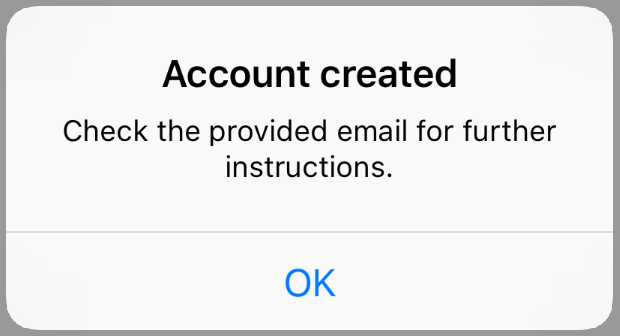 Account created
Check the provided email for further
instructions.
OK